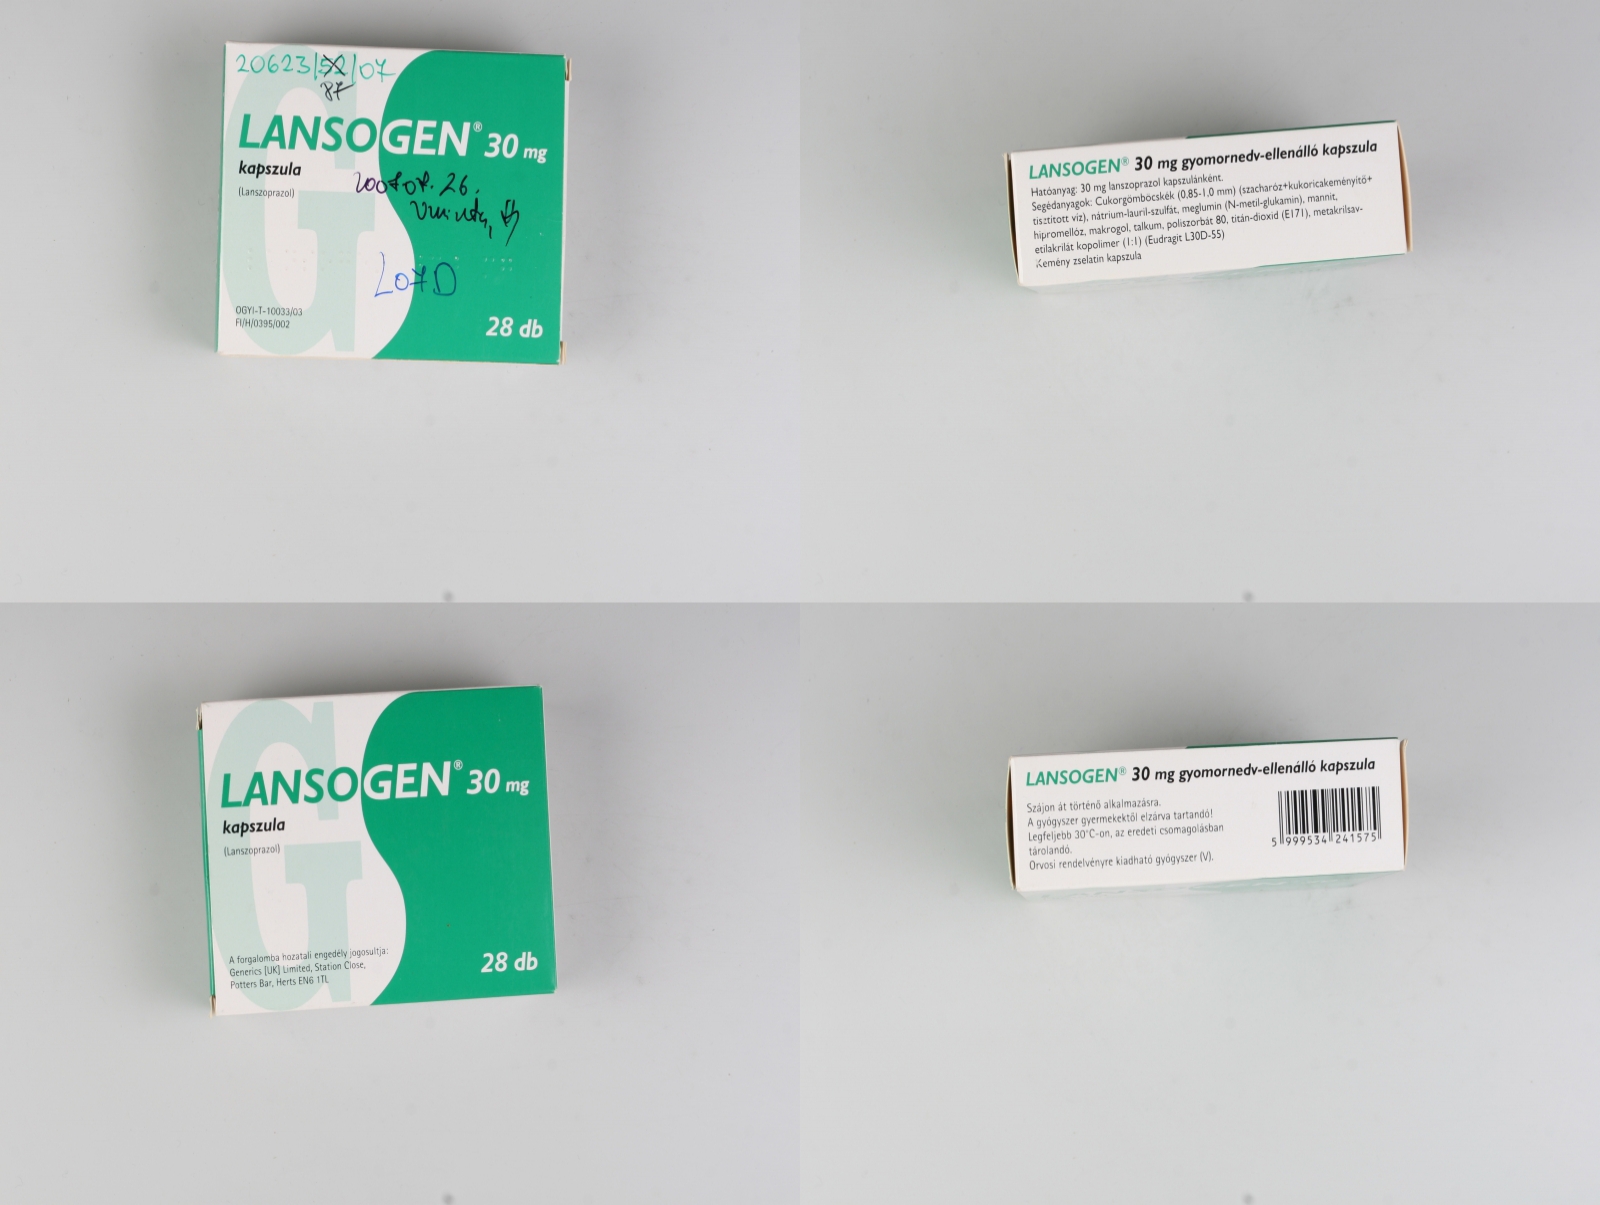 20623/52/07
87
LANSOGEN® 30 mg
kapszula
(Lanszoprazol)
26.
L07D
OGYI-T-10033/03
FI/H/0395/002
28 db
LANSOGEN® 30 mg gyomornedv-ellenálló kapszula
Hatóanyag: 30 mg lanszoprazol kapszulánként.
Segédanyagok: Cukorgömböcskék (0,85-1,0 mm) (szacharóz+kukoricakeményítő+
tisztított víz), nátrium-lauril-szulfát, meglumin (N-metil-glukamin), mannit,
hipromellóz, makrogol, talkum, poliszorbát 80, titán-dioxid (E171), metakrilsav-
etilakrilát kopolimer (1:1) (Eudragit L30D-55)
Kemény zselatin kapszula
LANSOGEN® 30 mg
kapszula
(Lanszoprazol)
A forgalomba hozatali engedély jogosultja:
Generics [UK] Limited, Station Close,
Potters Bar, Herts EN6 1TL
28 db
LANSOGEN® 30 mg gyomornedv-ellenálló kapszula
Szájon át történő alkalmazásra.
A gyógyszer gyermekektől elzárva tartandó!
Legfeljebb 30°C-on, az eredeti csomagolásban
tárolandó.
Orvosi rendelvényre kiadható gyógyszer (V).
5 999534 241575